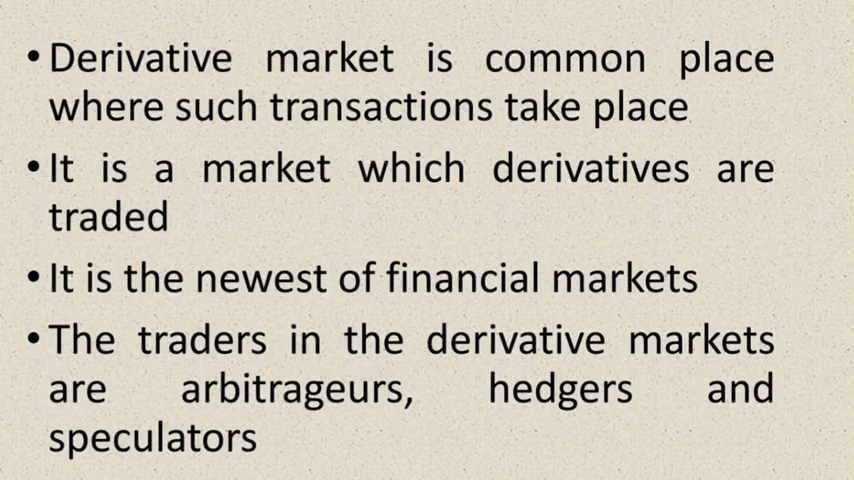 • Derivative market is common place
where such transactions take place
• It is a market which derivatives are
traded
• It is the newest of financial markets
• The traders in the derivative markets
are arbitrageurs, hedgers and
speculators